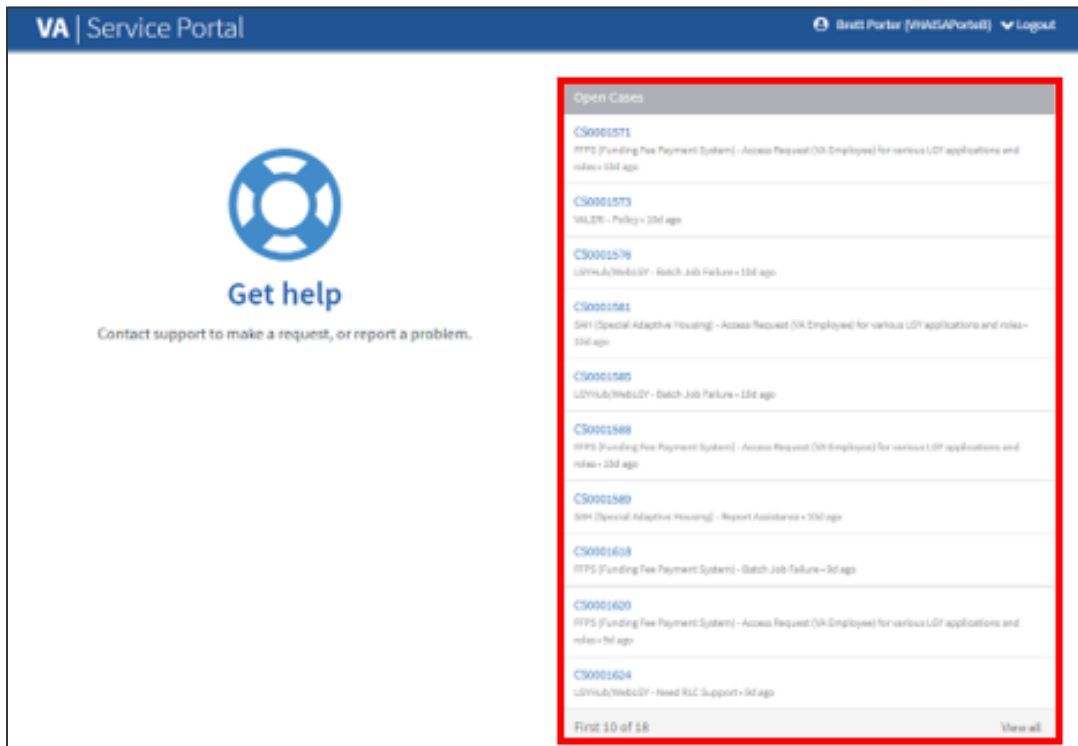 VA | Service Portal
Brett Porter (VHAISAPorteB) Logout
Get help
Contact support to make a request, or report a problem.
Open Cases
CS0001571
FFPS (Funding Fee Payment System) - Access Request (VA Employee) for various LGY applications and
roles • 10d ago
CS0001573
VALERI - Policy • 10d ago
CS0001576
LGYHub/WebLGY - Batch Job Failure • 10d ago
CS0001581
SAH (Special Adaptive Housing) - Access Request (VA Employee) for various LGY applications and roles •
10d ago
CS0001585
LGYHub/WebLGY - Batch Job Failure • 10d ago
CS0001588
FFPS (Funding Fee Payment System) - Access Request (VA Employee) for various LGY applications and
roles • 10d ago
CS0001589
SAH (Special Adaptive Housing) - Report Assistance • 10d ago
CS0001618
FFPS (Funding Fee Payment System) - Batch Job Failure • 9d ago
CS0001620
FFPS (Funding Fee Payment System) - Access Request (VA Employee) for various LGY applications and
roles • 9d ago
CS0001624
LGYHub/WebLGY - Need RLC Support • 9d ago
First 10 of 18
View all